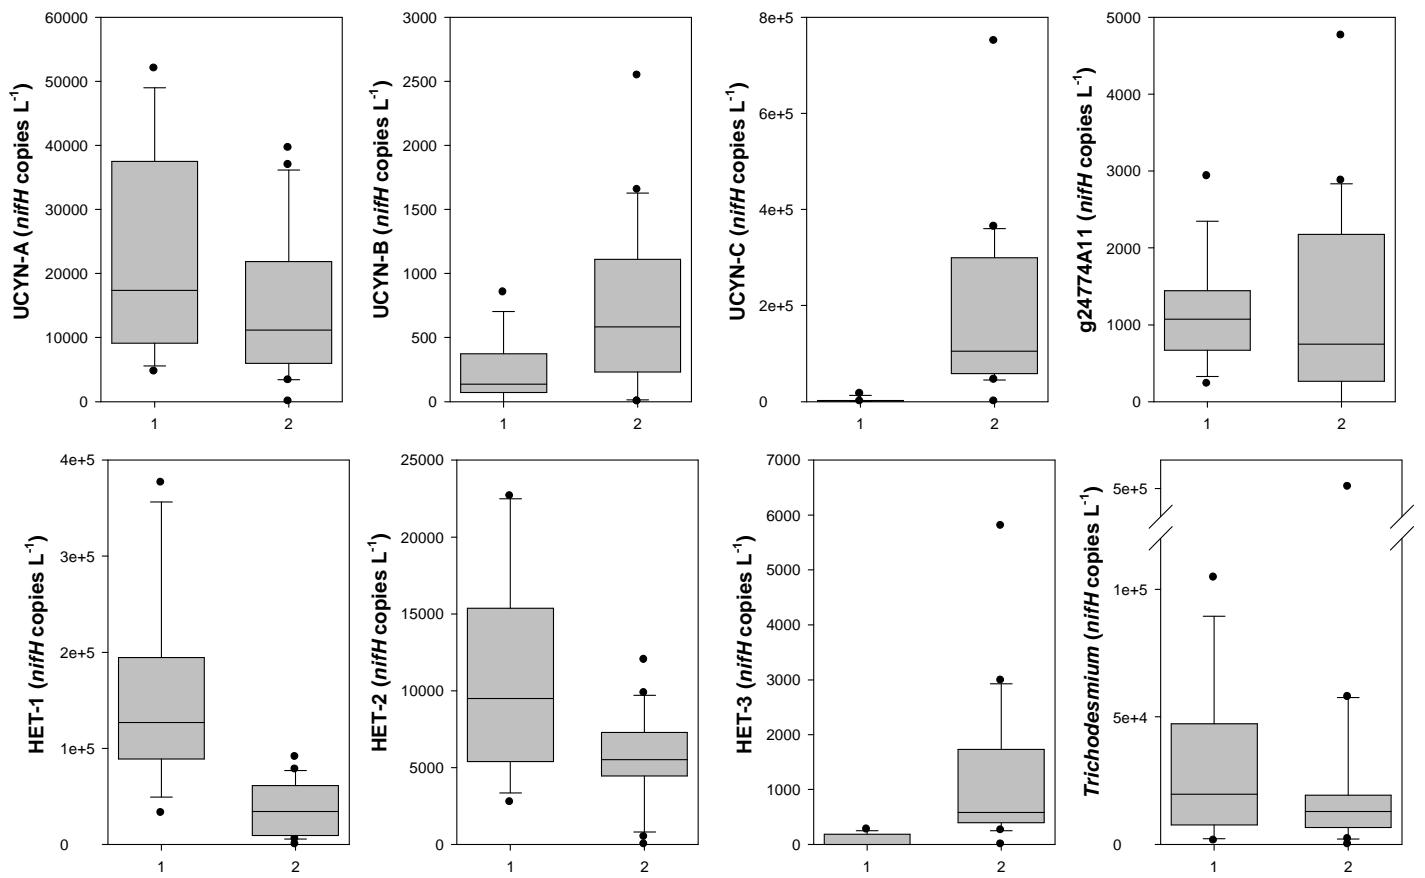 UCYN-A (nifH copies L-1)
60000
50000
40000
30000
20000
10000
0
1
2
UCYN-B (nifH copies L-1)
3000
2500
2000
1500
1000
500
0
1
2
UCYN-C (nifH copies L-1)
8e+5
6e+5
4e+5
2e+5
0
1
2
g24774A11 (nifH copies L-1)
5000
4000
3000
2000
1000
0
1
2
HET-1 (nifH copies L-1)
4e+5
3e+5
2e+5
1e+5
0
1
2
HET-2 (nifH copies L-1)
25000
20000
15000
10000
5000
0
1
2
HET-3 (nifH copies L-1)
7000
6000
5000
4000
3000
2000
1000
0
1
2
Trichodesmium (nifH copies L-1)
5e+5
1e+5
5e+4
0
1
2